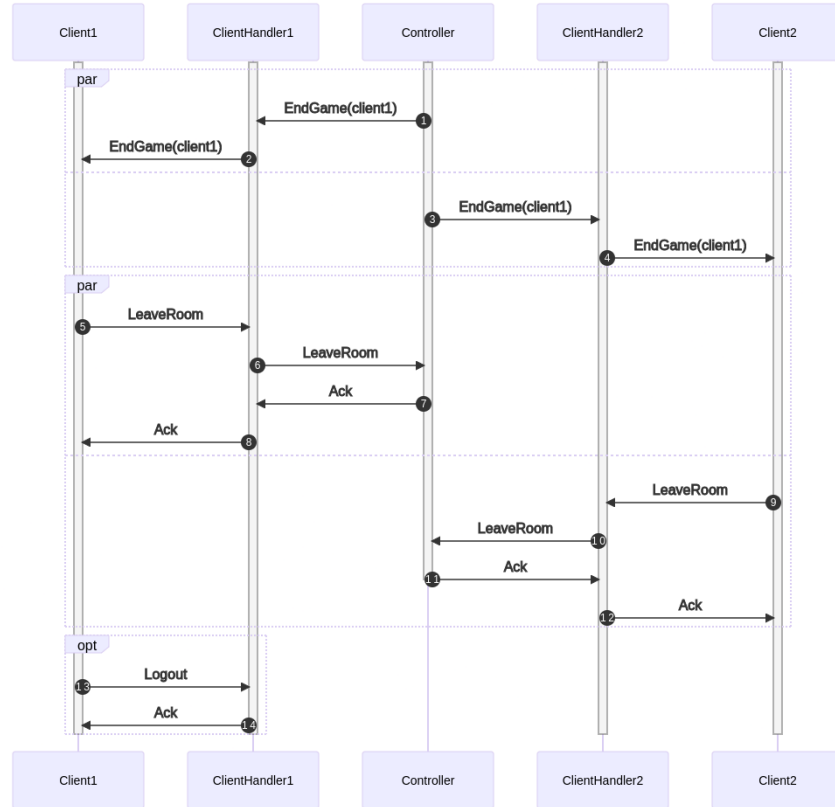 Client1 ClientHandler1 Controller ClientHandler2 Client2
par
EndGame(client1)
1
EndGame(client1)
2
EndGame(client1)
3
EndGame(client1)
4
par
LeaveRoom
5
LeaveRoom
6
Ack
7
Ack
8
LeaveRoom
9
LeaveRoom
10
Ack
11
Ack
12
opt
Logout
13
Ack
14
Client1 ClientHandler1 Controller ClientHandler2 Client2